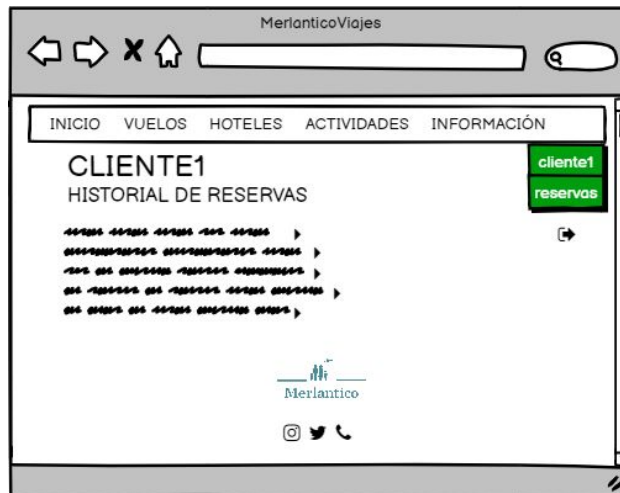 MerlanticoViajes
INICIO VUELOS HOTELES ACTIVIDADES INFORMACIÓN
CLIENTE1
HISTORIAL DE RESERVAS
cliente1
reservas
Merlantico